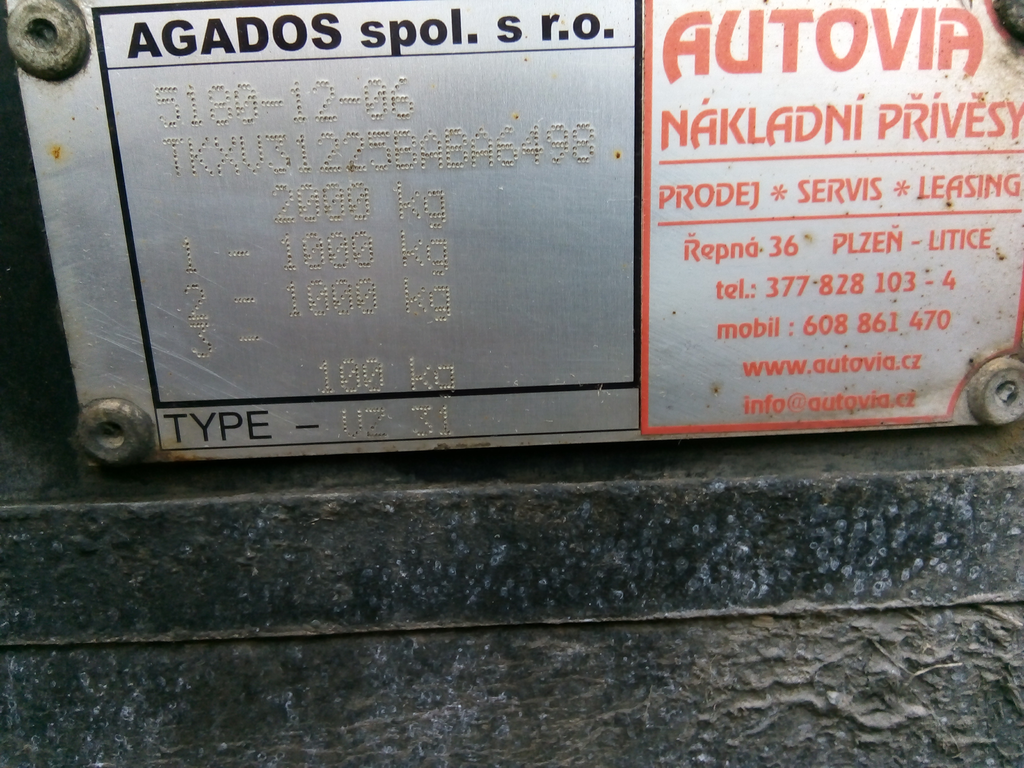 AGADOS spol. s r.o.
5180-12-06
TKXV31225BABA6498
2000 kg
1 - 1000 kg
2 - 1000 kg
3 -
100 kg
TYPE - UZ 31
AUTOVIA
NÁKLADNÍ PŘÍVĚSY
PRODEJ * SERVIS * LEASING
Řepná 36 PLZEŇ - LITICE
tel.: 377 828 103 - 4
mobil : 608 861 470
www.autovia.cz
info@autovia.cz